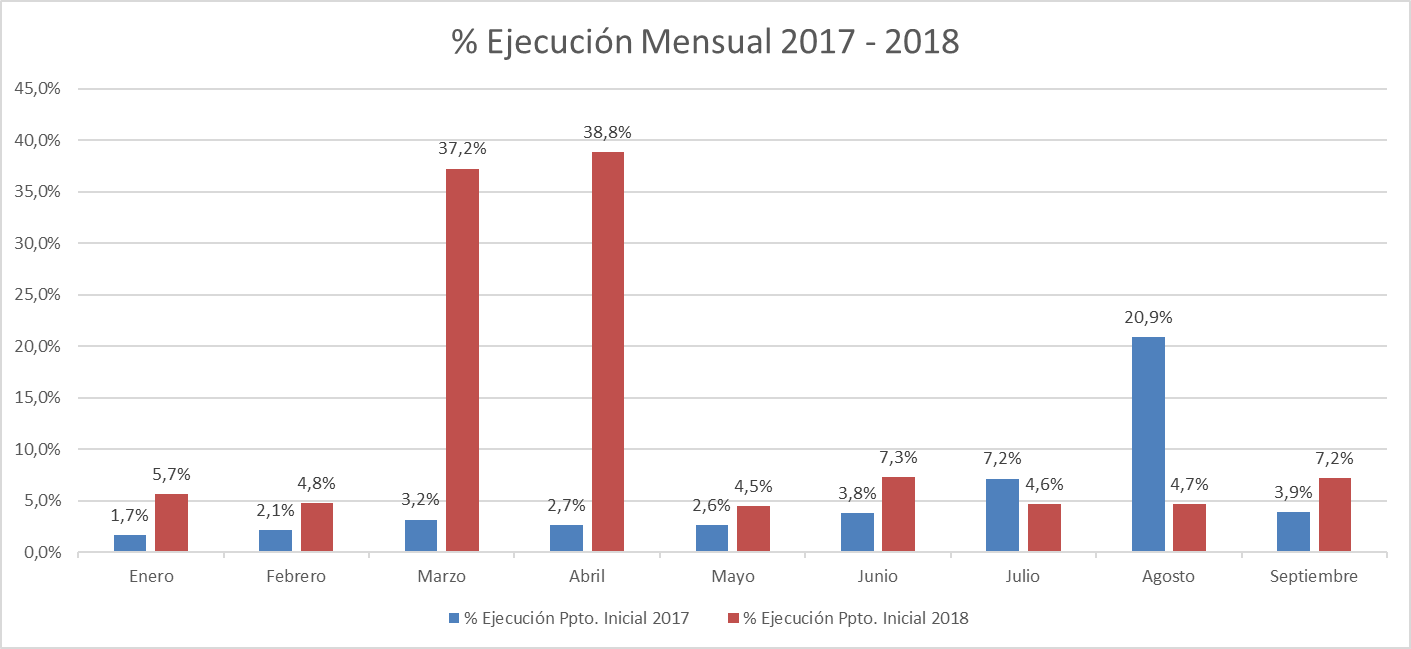 % Ejecución Mensual 2017 - 2018
45,0%
40,0%
35,0%
30,0%
25,0%
20,0%
15,0%
10,0%
5,0%
0,0%
1,7%
5,7%
2,1%
4,8%
3,2%
37,2%
2,7%
38,8%
2,6%
4,5%
3,8%
7,3%
7,2%
4,6%
20,9%
4,7%
3,9%
7,2%
Enero
Febrero
Marzo
Abril
Mayo
Junio
Julio
Agosto
Septiembre
% Ejecución Ppto. Inicial 2017
% Ejecución Ppto. Inicial 2018